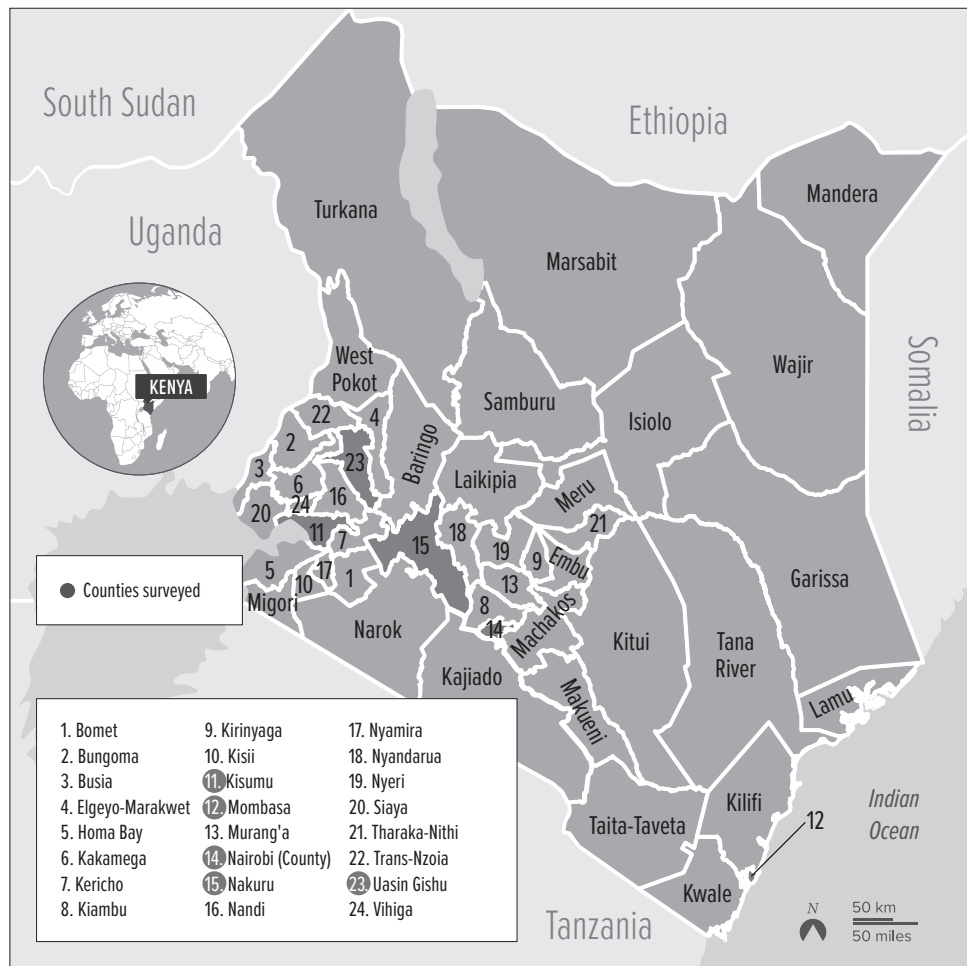 South Sudan
Ethiopia
Uganda
Somalia
Turkana
Mandera
Marsabit
Wajir
KENYA
West
Pokot
Samburu
Isiolo
22
4
2
23
Baringo
3
6
24
16
Laikipia
Meru
20
11
7
15
18
19
21
9
Embu
5
10
17
1
13
Garissa
Counties surveyed
Migori
8
14
Machakos
Narok
Kitui
Tana
River
Kajiado
Makueni
Lamu
1. Bomet
2. Bungoma
3. Busia
4. Elgeyo-Marakwet
5. Homa Bay
6. Kakamega
7. Kericho
8. Kiambu
9. Kirinyaga
10. Kisii
11. Kisumu
12. Mombasa
13. Murang'a
14. Nairobi (County)
15. Nakuru
16. Nandi
17. Nyamira
18. Nyandarua
19. Nyeri
20. Siaya
21. Tharaka-Nithi
22. Trans-Nzoia
23. Uasin Gishu
24. Vihiga
Kilifi
Taita-Taveta
12
Indian
Ocean
Kwale
Tanzania
N
50 km
50 miles